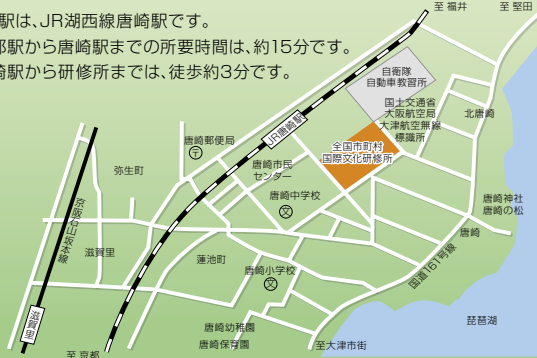 駅は、JR湖西線唐崎駅です。
都駅から唐崎駅までの所要時間は、約15分です。
崎駅から研修所までは、徒歩約3分です。
至 福井
至 堅田
自衛隊
自動車教習所
国土交通省
大阪航空局
大津航空無線
標識所
北唐崎
JR唐崎駅
唐崎郵便局
〒
全国市町村
国際文化研修所
唐崎市民
センター
弥生町
唐崎中学校
文
唐崎神社
唐崎の松
京阪石山坂本線
滋賀里
蓮池町
唐崎
唐崎小学校
文
国道161号線
滋賀里
琵琶湖
唐崎幼稚園
唐崎保育園
至 京都
至大津市街